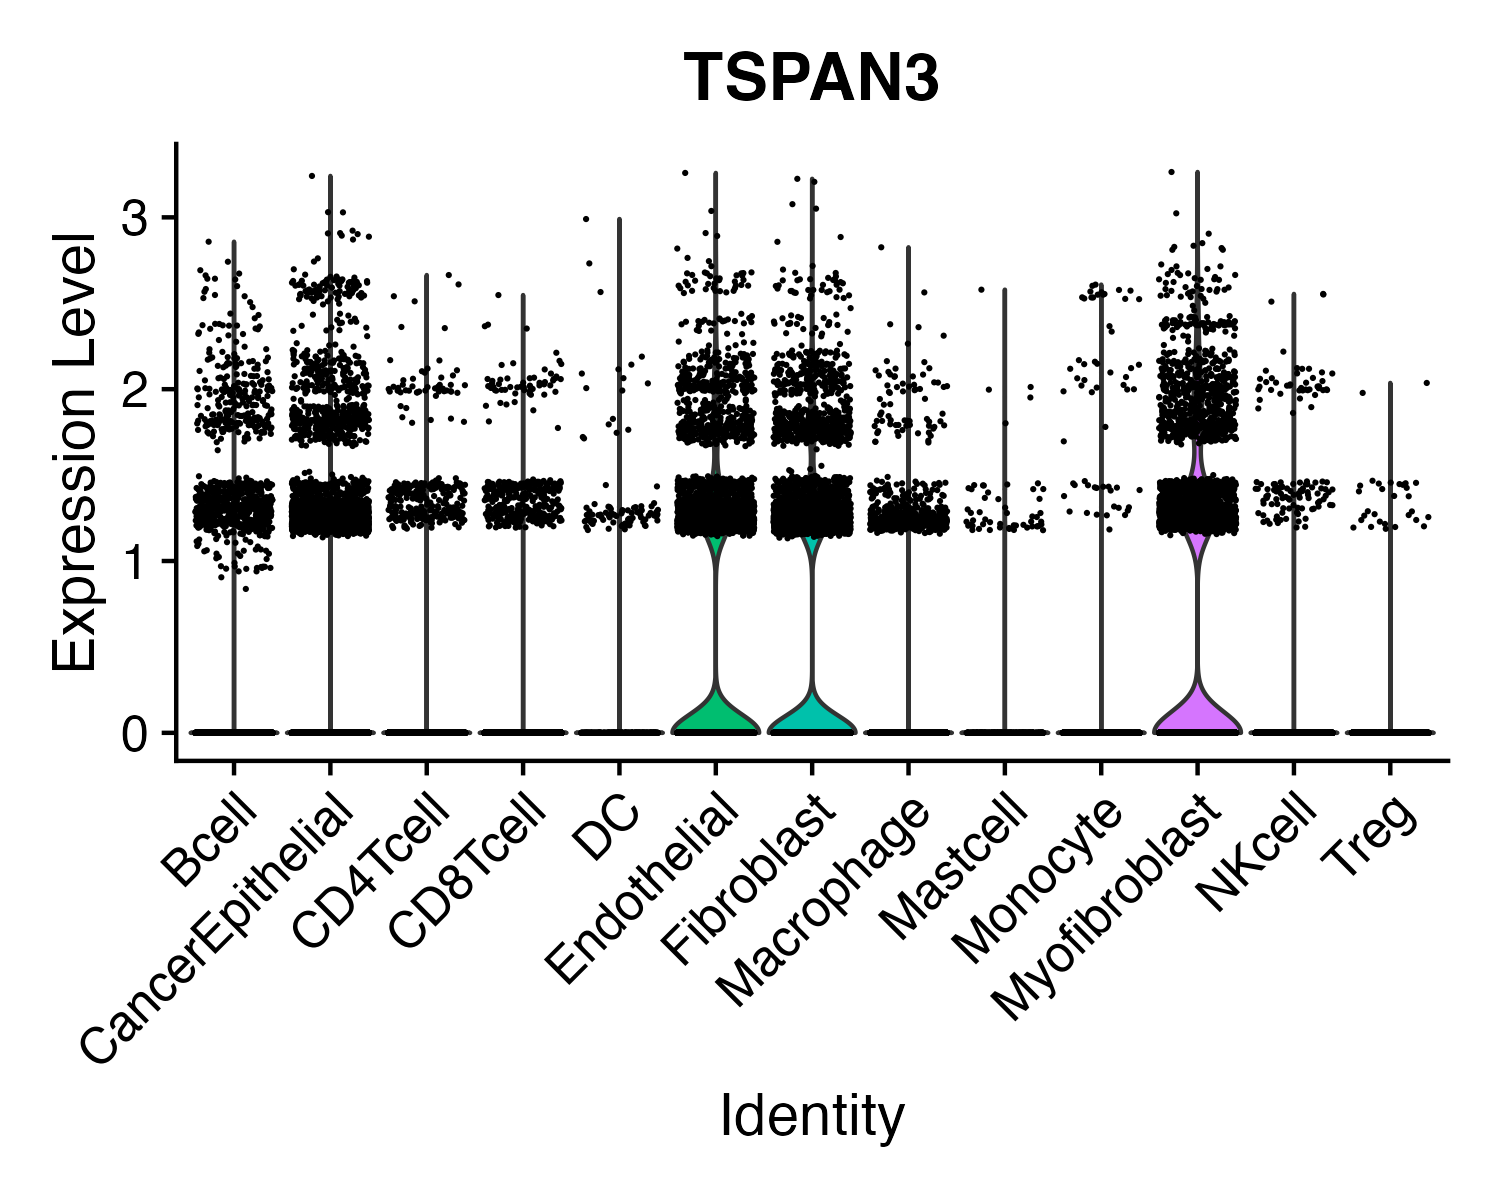 TSPAN3
Expression Level
3
2
1
0
Bcell
CancerEpithelial
CD4Tcell
CD8Tcell
DC
Endothelial
Fibroblast
Macrophage
Mastcell
Monocyte
Myofibroblast
NKcell
Treg
Identity